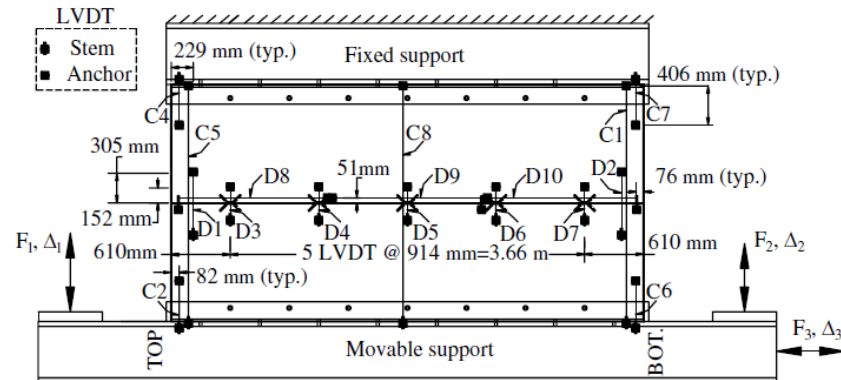 LVDT
Stem
Anchor
229 mm (typ.)
Fixed support
406 mm (typ.)
C4
C5
C8
C1
C7
305 mm
51mm
D8
D9
D10
D2
76 mm (typ.)
152 mm
D1
D3
D4
D5
D6
D7
610mm
5 LVDT @ 914 mm=3.66 m
610 mm
F1, Δ1
F2, Δ2
82 mm (typ.)
C2
C6
F3, Δ3
TOP
Movable support
BOT.